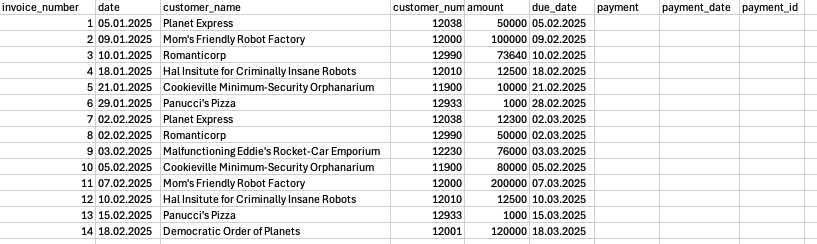 invoice_number date customer_name customer_num amount due_date payment payment_date payment_id
1 05.01.2025 Planet Express 12038 50000 05.02.2025
2 09.01.2025 Mom's Friendly Robot Factory 12000 100000 09.02.2025
3 10.01.2025 Romanticorp 12990 73640 10.02.2025
4 18.01.2025 Hal Insitute for Criminally Insane Robots 12010 12500 18.02.2025
5 21.01.2025 Cookieville Minimum-Security Orphanarium 11900 10000 21.02.2025
6 29.01.2025 Panucci's Pizza 12933 1000 28.02.2025
7 02.02.2025 Planet Express 12038 12300 02.03.2025
8 02.02.2025 Romanticorp 12990 50000 02.03.2025
9 03.02.2025 Malfunctioning Eddie's Rocket-Car Emporium 12230 76000 03.03.2025
10 05.02.2025 Cookieville Minimum-Security Orphanarium 11900 80000 05.02.2025
11 07.02.2025 Mom's Friendly Robot Factory 12000 200000 07.03.2025
12 10.02.2025 Hal Insitute for Criminally Insane Robots 12010 12500 10.03.2025
13 15.02.2025 Panucci's Pizza 12933 1000 15.03.2025
14 18.02.2025 Democratic Order of Planets 12001 120000 18.03.2025